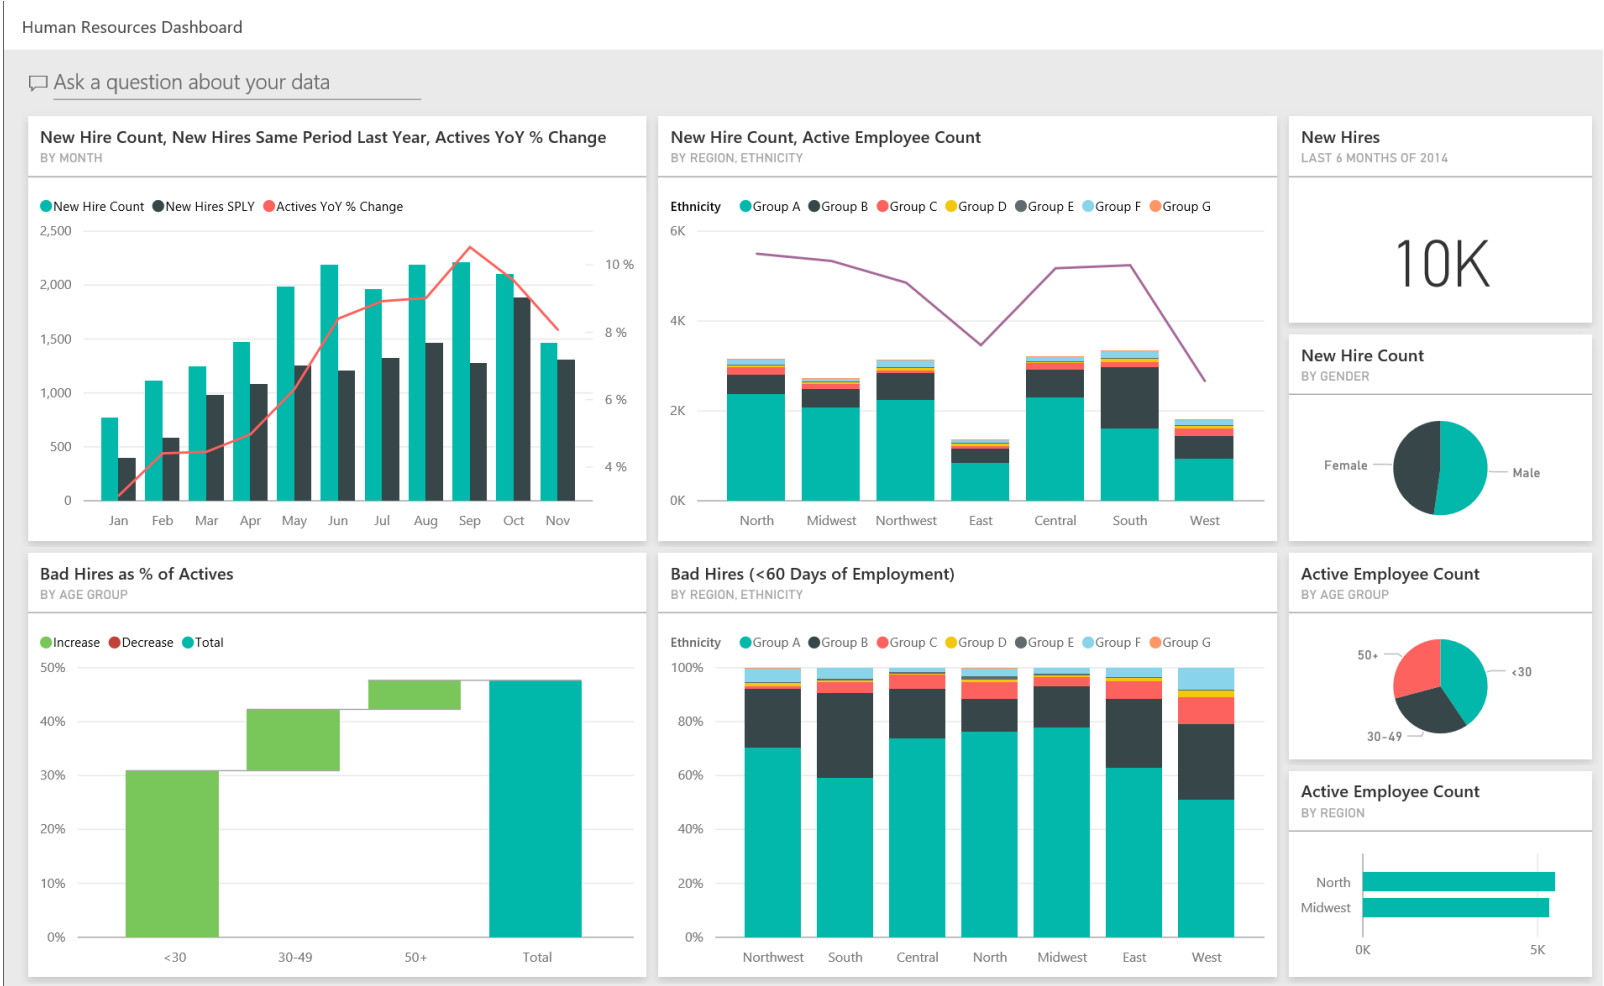 Human Resources Dashboard
Ask a question about your data
New Hire Count, New Hires Same Period Last Year, Actives YoY % Change
BY MONTH
New Hire Count New Hires SPLY Actives YoY % Change
2,500
2,000
1,500
1,000
500
0
10 %
8 %
6 %
4 %
Jan Feb Mar Apr May Jun Jul Aug Sep Oct Nov
New Hire Count, Active Employee Count
BY REGION, ETHNICITY
Ethnicity Group A Group B Group C Group D Group E Group F Group G
6K
4K
2K
0K
North Midwest Northwest East Central South West
New Hires
LAST 6 MONTHS OF 2014
10K
New Hire Count
BY GENDER
Female
Male
Bad Hires as % of Actives
BY AGE GROUP
Increase Decrease Total
50%
40%
30%
20%
10%
0%
<30 30-49 50+ Total
Bad Hires (<60 Days of Employment)
BY REGION, ETHNICITY
Ethnicity Group A Group B Group C Group D Group E Group F Group G
100%
80%
60%
40%
20%
0%
Northwest South Central North Midwest East West
Active Employee Count
BY AGE GROUP
50+
<30
30-49
Active Employee Count
BY REGION
North
Midwest
0K 5K